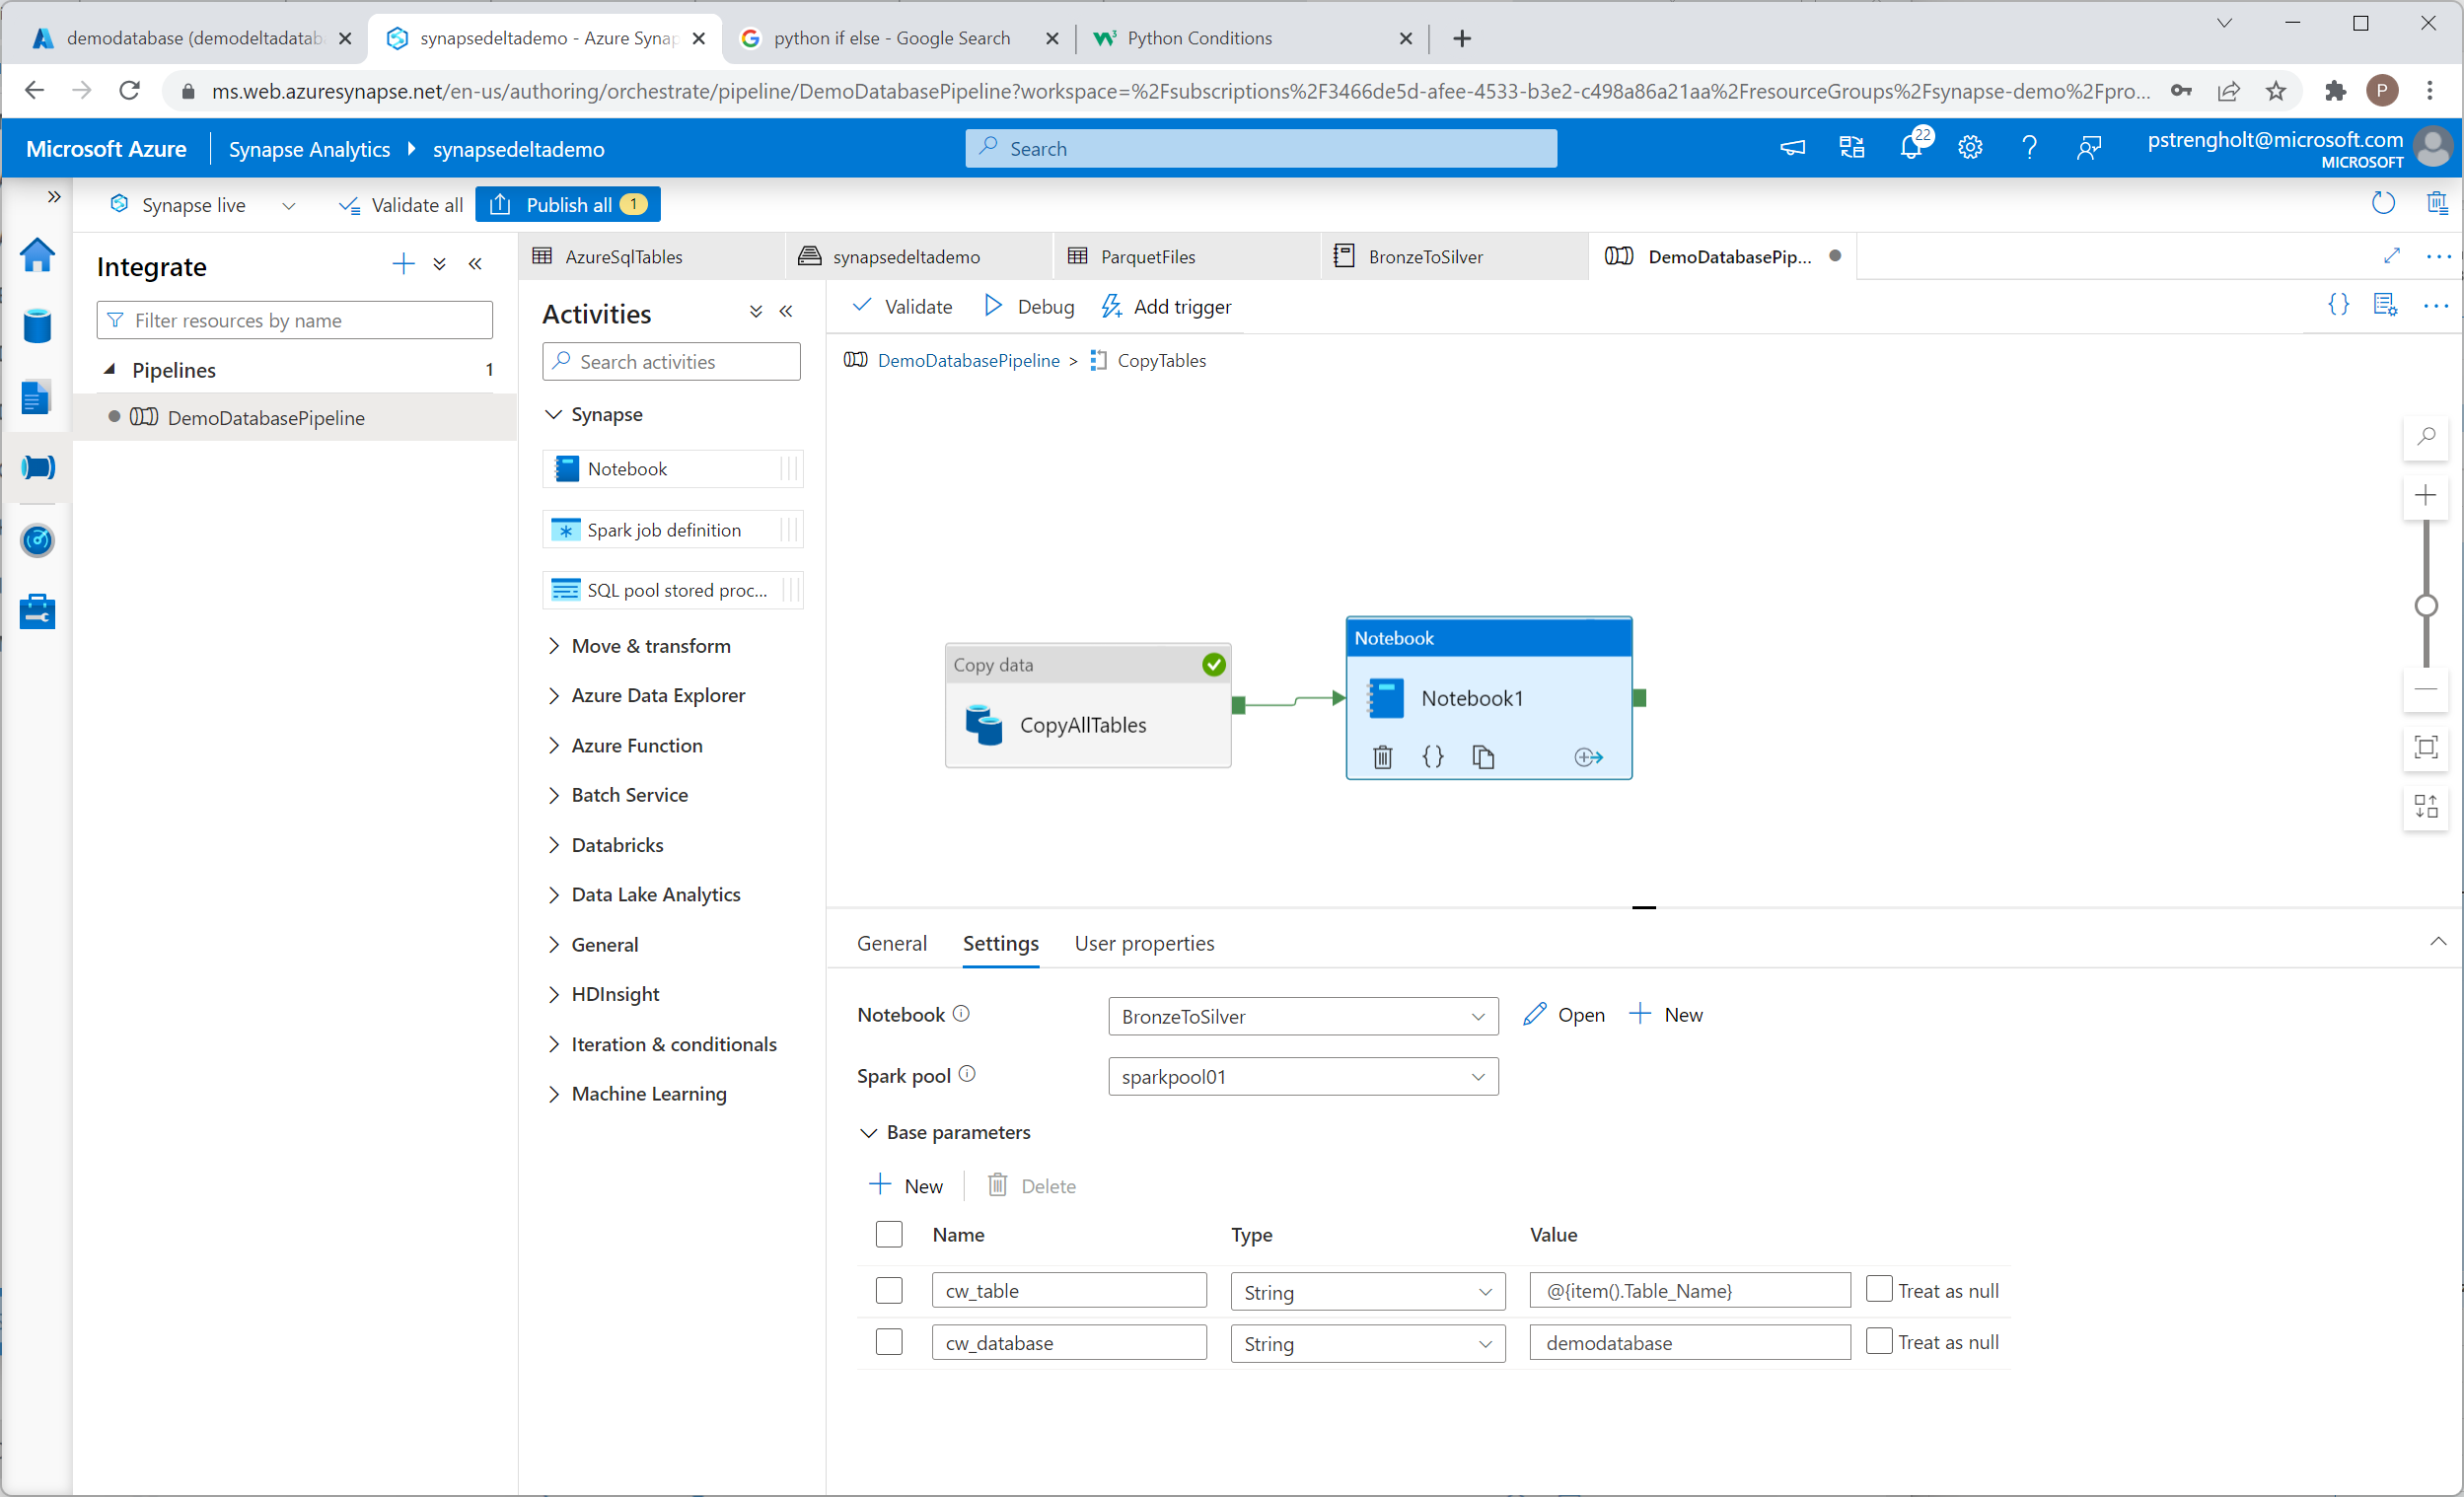 demodatabase (demodeltadatab
synapsedeltademo - Azure Synap
python if else - Google Search
Python Conditions
ms.web.azuresynapse.net/en-us/authoring/orchestrate/pipeline/DemoDatabasePipeline?workspace=%2Fsubscriptions%2F3466de5d-afee-4533-b3e2-c498a86a21aa%2FresourceGroups%2Fsynapse-demo%2Fpro...
P
Microsoft Azure
Synapse Analytics
synapsedeltademo
Search
22
pstrengholt@microsoft.com
MICROSOFT
Synapse live
Validate all
Publish all 1
Integrate
Filter resources by name
Pipelines 1
DemoDatabasePipeline
AzureSqlTables
synapsedeltademo
ParquetFiles
BronzeToSilver
DemoDatabasePip...
Activities
Search activities
Synapse
Notebook
Spark job definition
SQL pool stored proc...
Move & transform
Azure Data Explorer
Azure Function
Batch Service
Databricks
Data Lake Analytics
General
HDInsight
Iteration & conditionals
Machine Learning
Validate
Debug
Add trigger
DemoDatabasePipeline > CopyTables
Copy data
CopyAllTables
Notebook
Notebook1
General
Settings
User properties
Notebook
BronzeToSilver
Open
New
Spark pool
sparkpool01
Base parameters
New
Delete
Name Type Value
cw_table String @{item().Table_Name} Treat as null
cw_database String demodatabase Treat as null